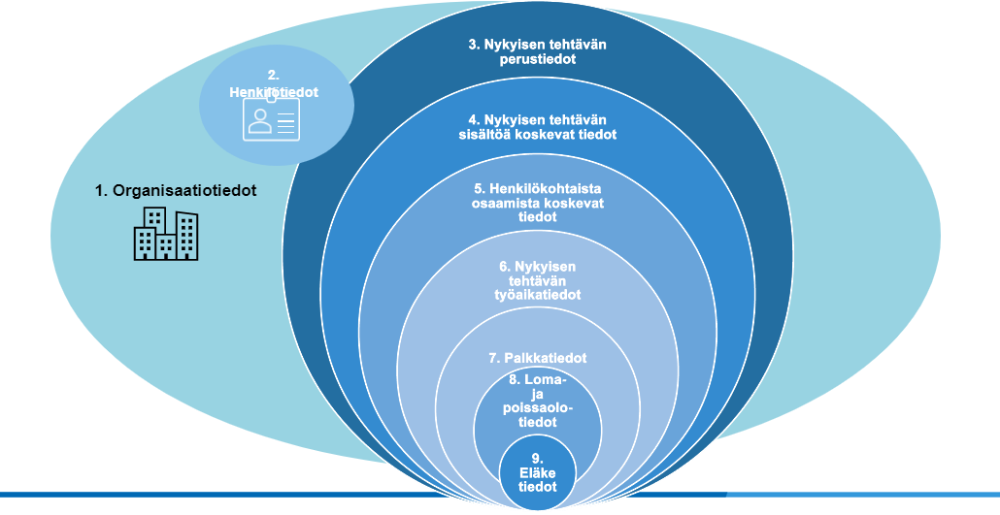 3. Nykyisen tehtävän
perustiedot
2.
Henkilötiedot
4. Nykyisen tehtävän
sisältöä koskevat tiedot
1. Organisaatiotiedot
5. Henkilökohtaista
osaamista koskevat
tiedot
6. Nykyisen
tehtävän
työaikatiedot
7. Palkkatiedot
8. Loma-
ja
poissaolo-
tiedot
9.
Eläke
tiedot